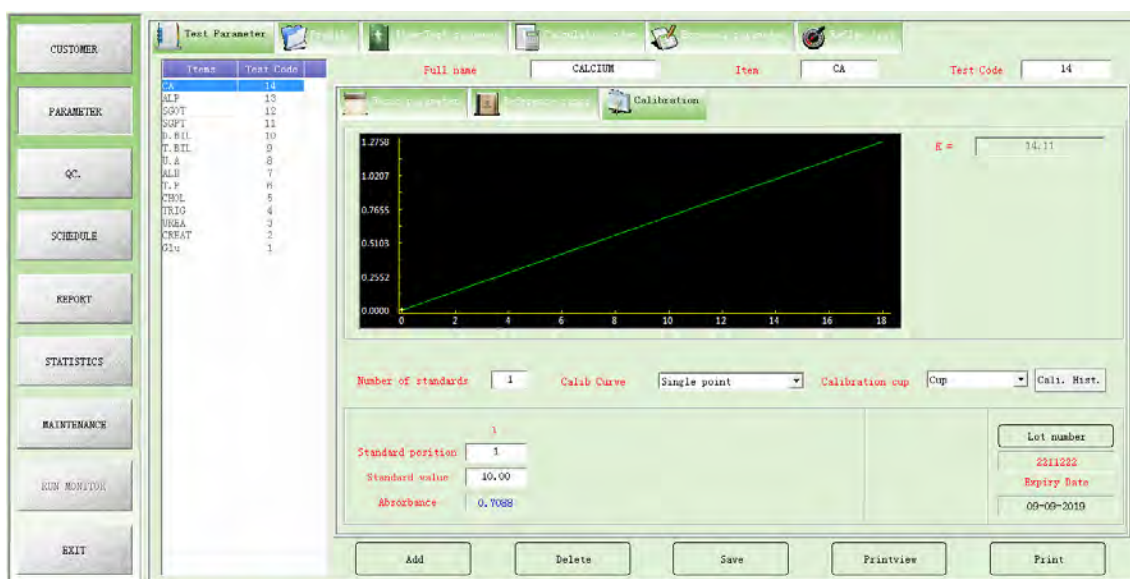 CUSTOMER
PARAMETER
QC.
SCHEDULE
REPORT
STATISTICS
MAINTENANCE
RUN MONITOR
EXIT
Test Parameter
Items Test Code
CA 14
ALP 13
SGOT 12
SGPT 11
D.BIL 10
T.BIL 9
U.A 8
ALB 7
T.P 6
CHOL 5
TRIG 4
UREA 3
CREAT 2
Glu 1
Full name CALCIUM Item CA Test Code 14
Calibration
1.2758
1.0207
0.7655
0.5103
0.2552
0.0000
0 2 4 6 8 10 12 14 16 18
K = 14.11
Number of standards 1 Calib Curve Single point Calibration cup Cup Cali. Hist.
1
Standard position 1
Standard value 10.00
Absorbance 0.7088
Lot number
2211222
Expiry Date
09-09-2019
Add Delete Save Printview Print